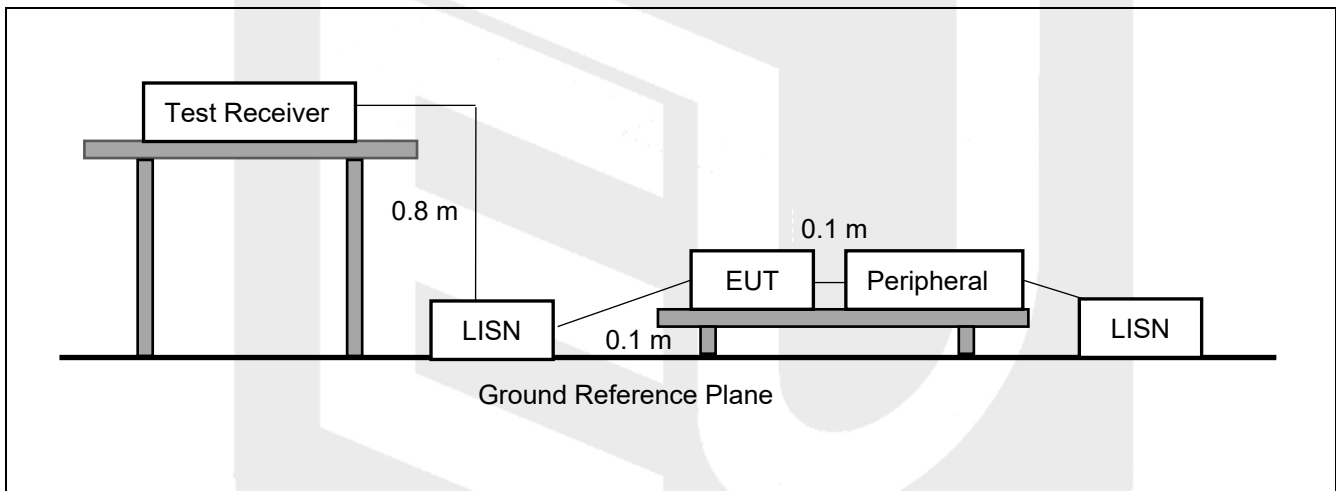 Test Receiver
0.8 m
0.1 m
EUT
Peripheral
LISN
0.1 m
LISN
Ground Reference Plane